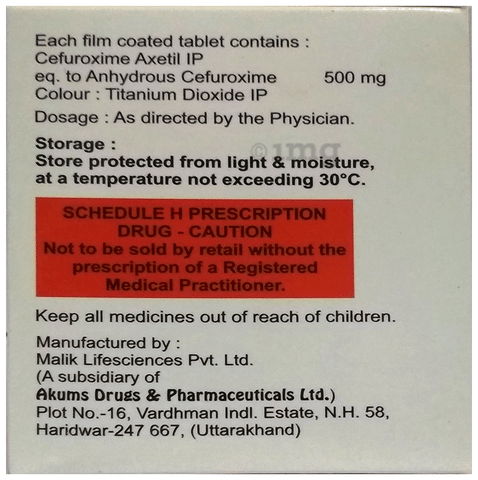 Each film coated tablet contains :
Cefuroxime Axetil IP
eq. to Anhydrous Cefuroxime 500 mg
Colour : Titanium Dioxide IP
Dosage : As directed by the Physician.
1mg
Storage :
Store protected from light & moisture,
at a temperature not exceeding 30°C.
SCHEDULE H PRESCRIPTION
DRUG - CAUTION
Not to be sold by retail without the
prescription of a Registered
Medical Practitioner.
Keep all medicines out of reach of children.
Manufactured by :
Malik Lifesciences Pvt. Ltd.
(A subsidiary of
Akums Drugs & Pharmaceuticals Ltd.)
Plot No.-16, Vardhman Indl. Estate, N.H. 58,
Haridwar-247 667, (Uttarakhand)